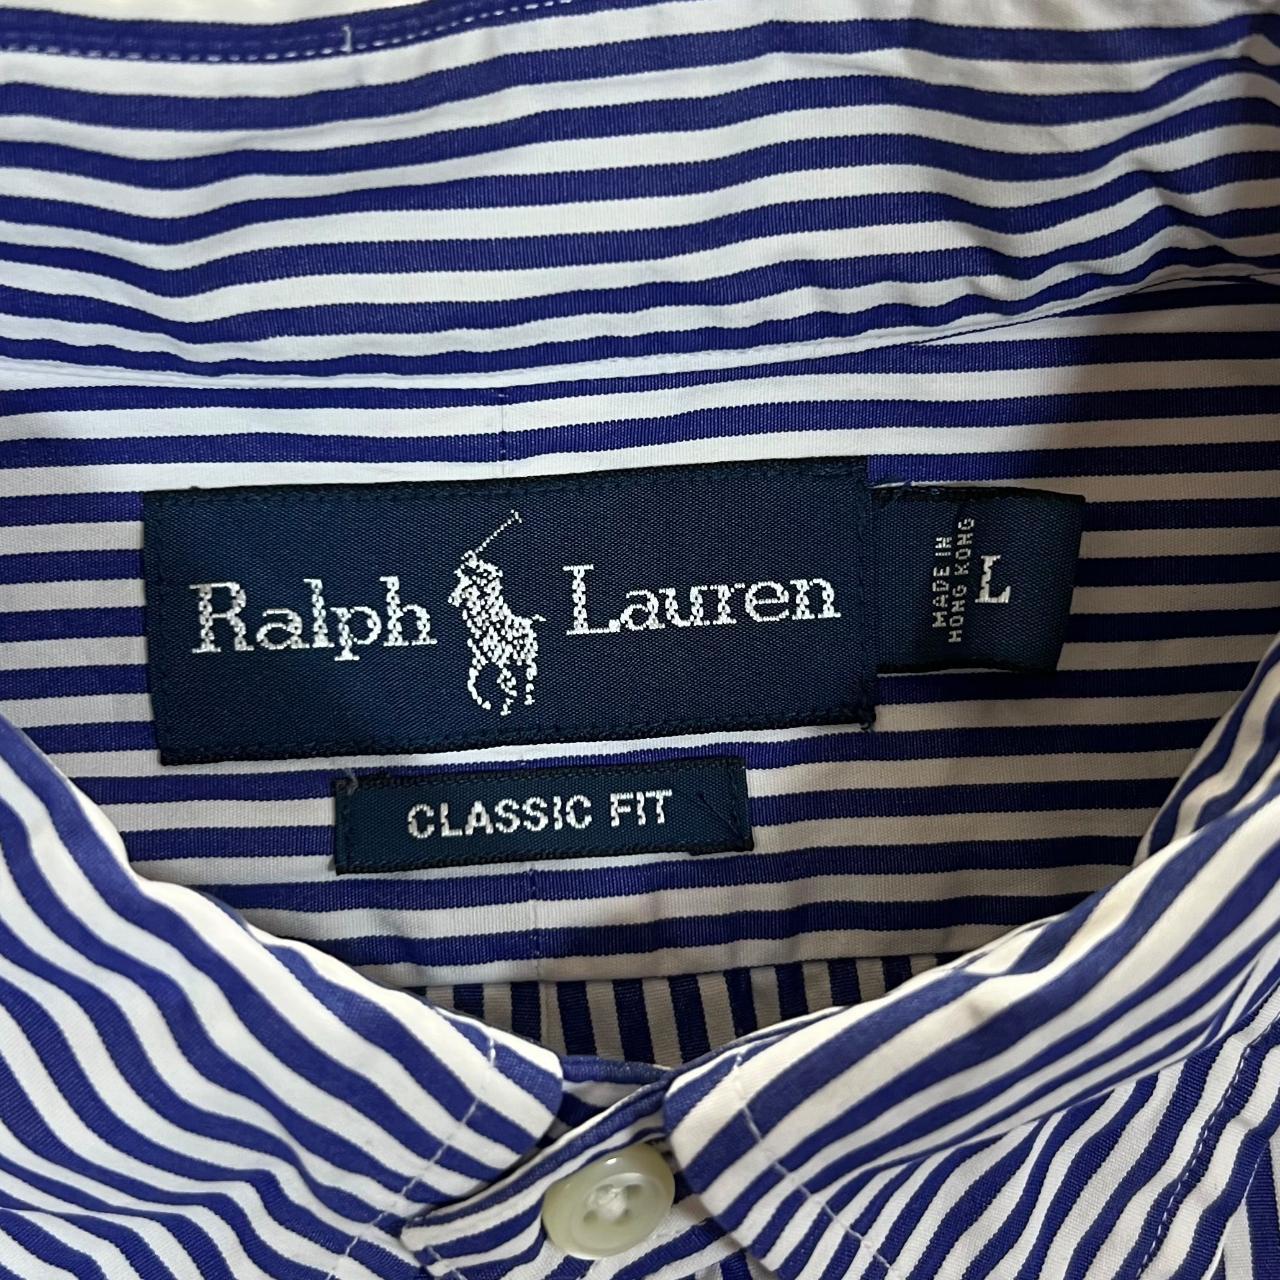 Ralph Lauren
MADE IN
HONG KONG
L
CLASSIC FIT